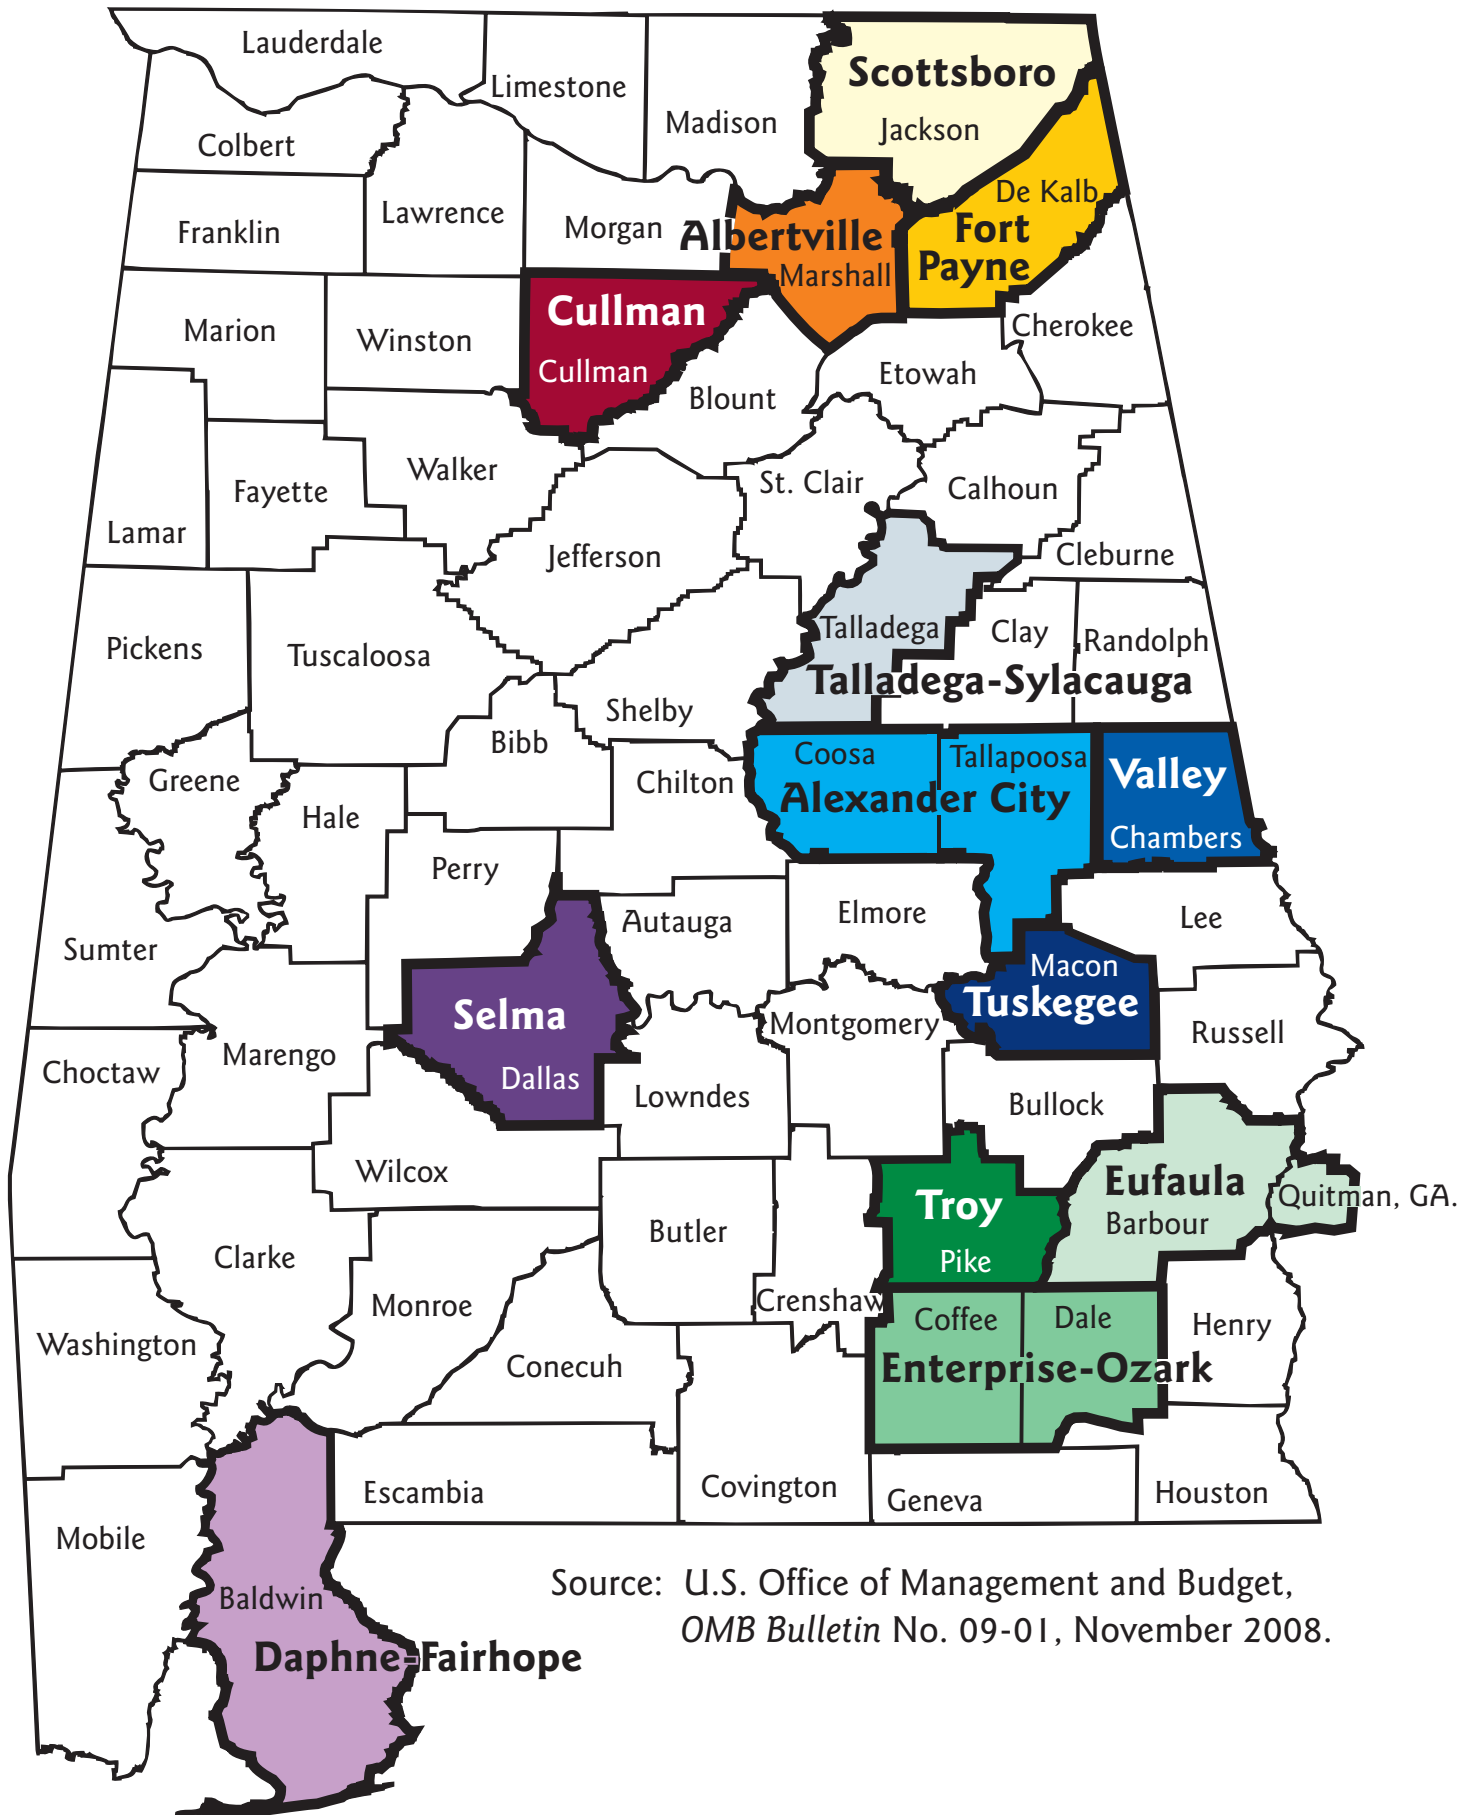 Lauderdale
Limestone
Madison
Scottsboro
Jackson
Colbert
Lawrence
Franklin
Morgan
Albertville
Marshall
De Kalb
Fort
Payne
Cullman
Cullman
Marion
Winston
Blount
Etowah
Cherokee
Lamar
Fayette
Walker
Jefferson
St. Clair
Calhoun
Cleburne
Pickens
Tuscaloosa
Shelby
Talladega
Clay
Randolph
Talladega-Sylacauga
Bibb
Chilton
Coosa
Tallapoosa
Alexander City
Valley
Chambers
Greene
Hale
Perry
Sumter
Autauga
Elmore
Lee
Selma
Dallas
Macon
Tuskegee
Montgomery
Russell
Choctaw
Marengo
Lowndes
Bullock
Wilcox
Butler
Troy
Pike
Eufaula
Barbour
Quitman, GA.
Clarke
Monroe
Crenshaw
Coffee
Dale
Enterprise-Ozark
Henry
Washington
Conecuh
Escambia
Covington
Geneva
Houston
Mobile
Baldwin
Daphne-Fairhope
Source: U.S. Office of Management and Budget,
OMB Bulletin No. 09-01, November 2008.